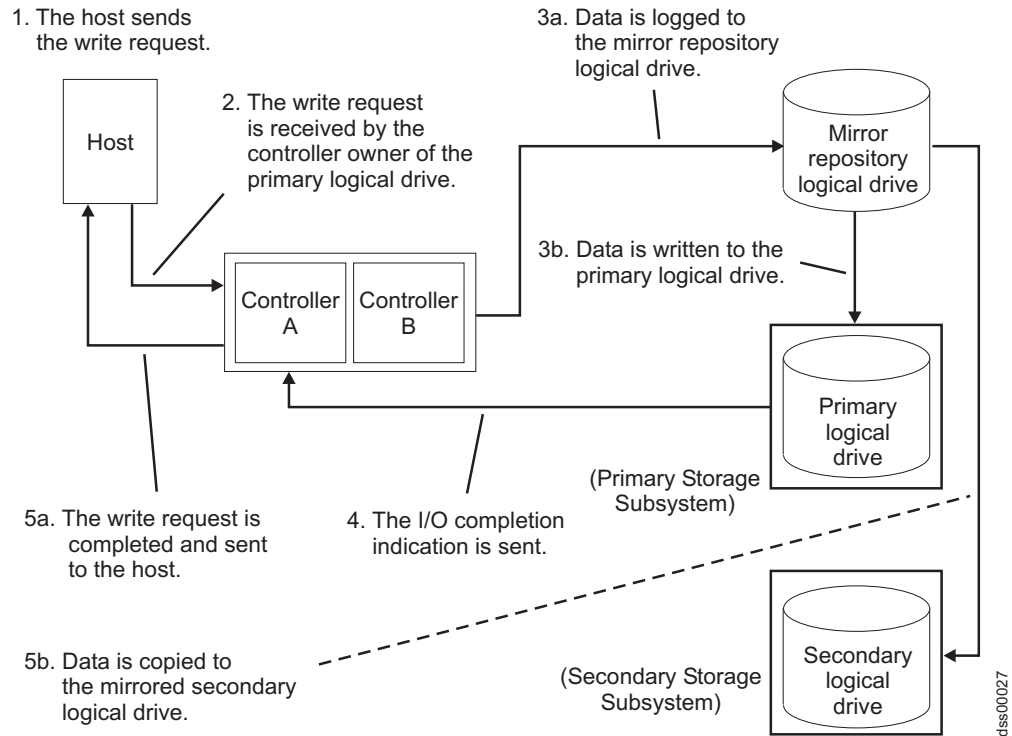 1. The host sends
the write request.
3a. Data is logged to
the mirror repository
logical drive.
Host
2. The write request
is received by the
controller owner of the
primary logical drive.
Mirror
repository
logical drive
3b. Data is written to the
primary logical drive.
Controller
A
Controller
B
Primary
logical
drive
(Primary Storage
Subsystem)
5a. The write request is
completed and sent
to the host.
4. The I/O completion
indication is sent.
5b. Data is copied to
the mirrored secondary
logical drive.
(Secondary Storage
Subsystem)
Secondary
logical
drive
dss00027